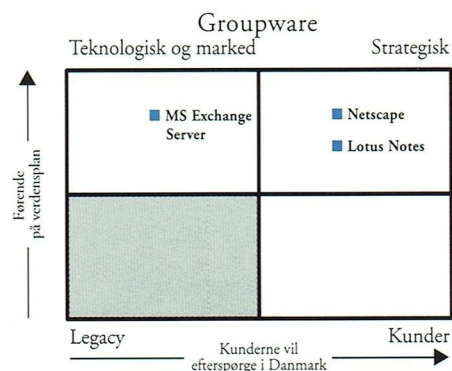 Groupware
Teknologisk og marked
Strategisk
MS Exchange
Server
Netscape
Lotus Notes
Førende
på verdensplan
Legacy
Kunder
Kunderne vil
efterspørge i Danmark